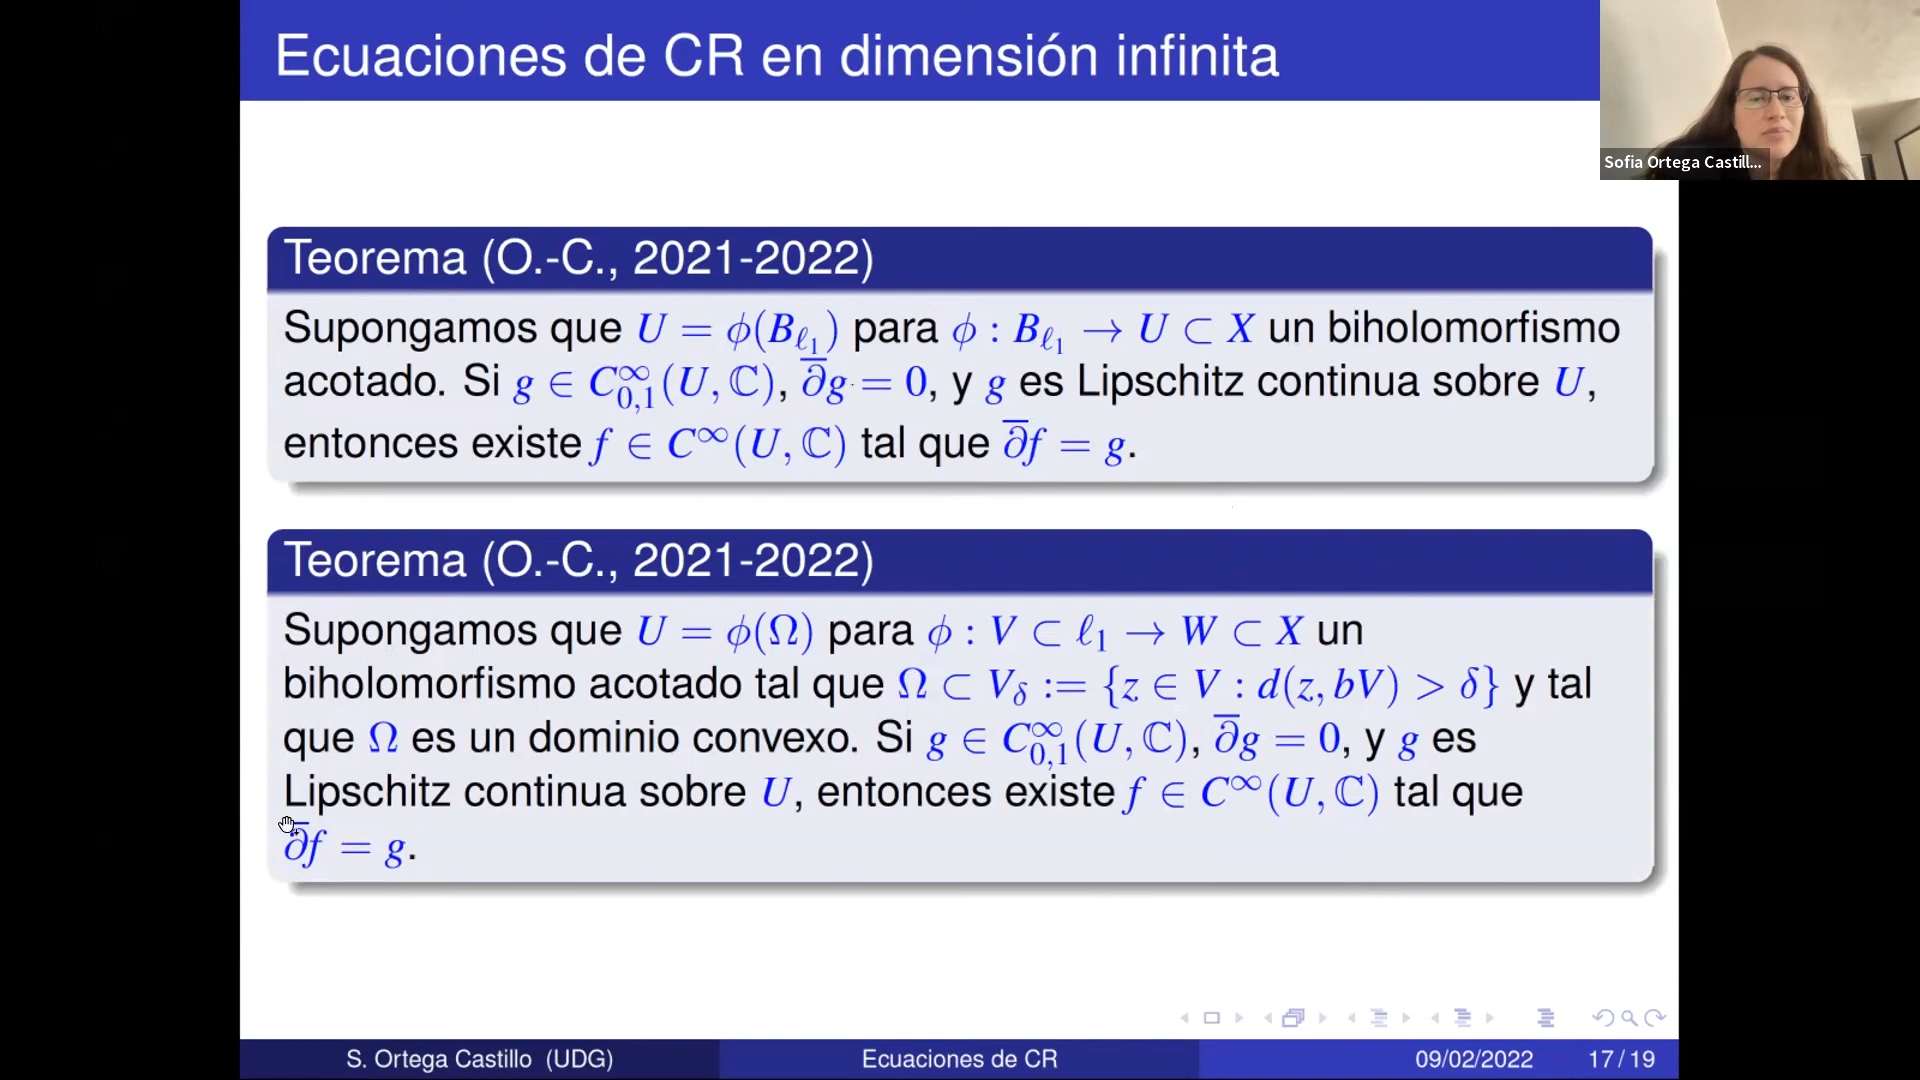 Ecuaciones de CR en dimensión infinita
Sofia Ortega Castill...
Teorema (O.-C., 2021-2022)
Supongamos que U = ϕ(B_{ℓ_1}) para ϕ : B_{ℓ_1} → U ⊂ X un biholomorfismo
acotado. Si g ∈ C^∞_{0,1}(U, ℂ), ∂̄g = 0, y g es Lipschitz continua sobre U,
entonces existe f ∈ C^∞(U, ℂ) tal que ∂̄f = g.
Teorema (O.-C., 2021-2022)
Supongamos que U = ϕ(Ω) para ϕ : V ⊂ ℓ_1 → W ⊂ X un
biholomorfismo acotado tal que Ω ⊂ V_δ := {z ∈ V : d(z, bV) > δ} y tal
que Ω es un dominio convexo. Si g ∈ C^∞_{0,1}(U, ℂ), ∂̄g = 0, y g es
Lipschitz continua sobre U, entonces existe f ∈ C^∞(U, ℂ) tal que
∂̄f = g.
S. Ortega Castillo (UDG) Ecuaciones de CR 09/02/2022 17 / 19